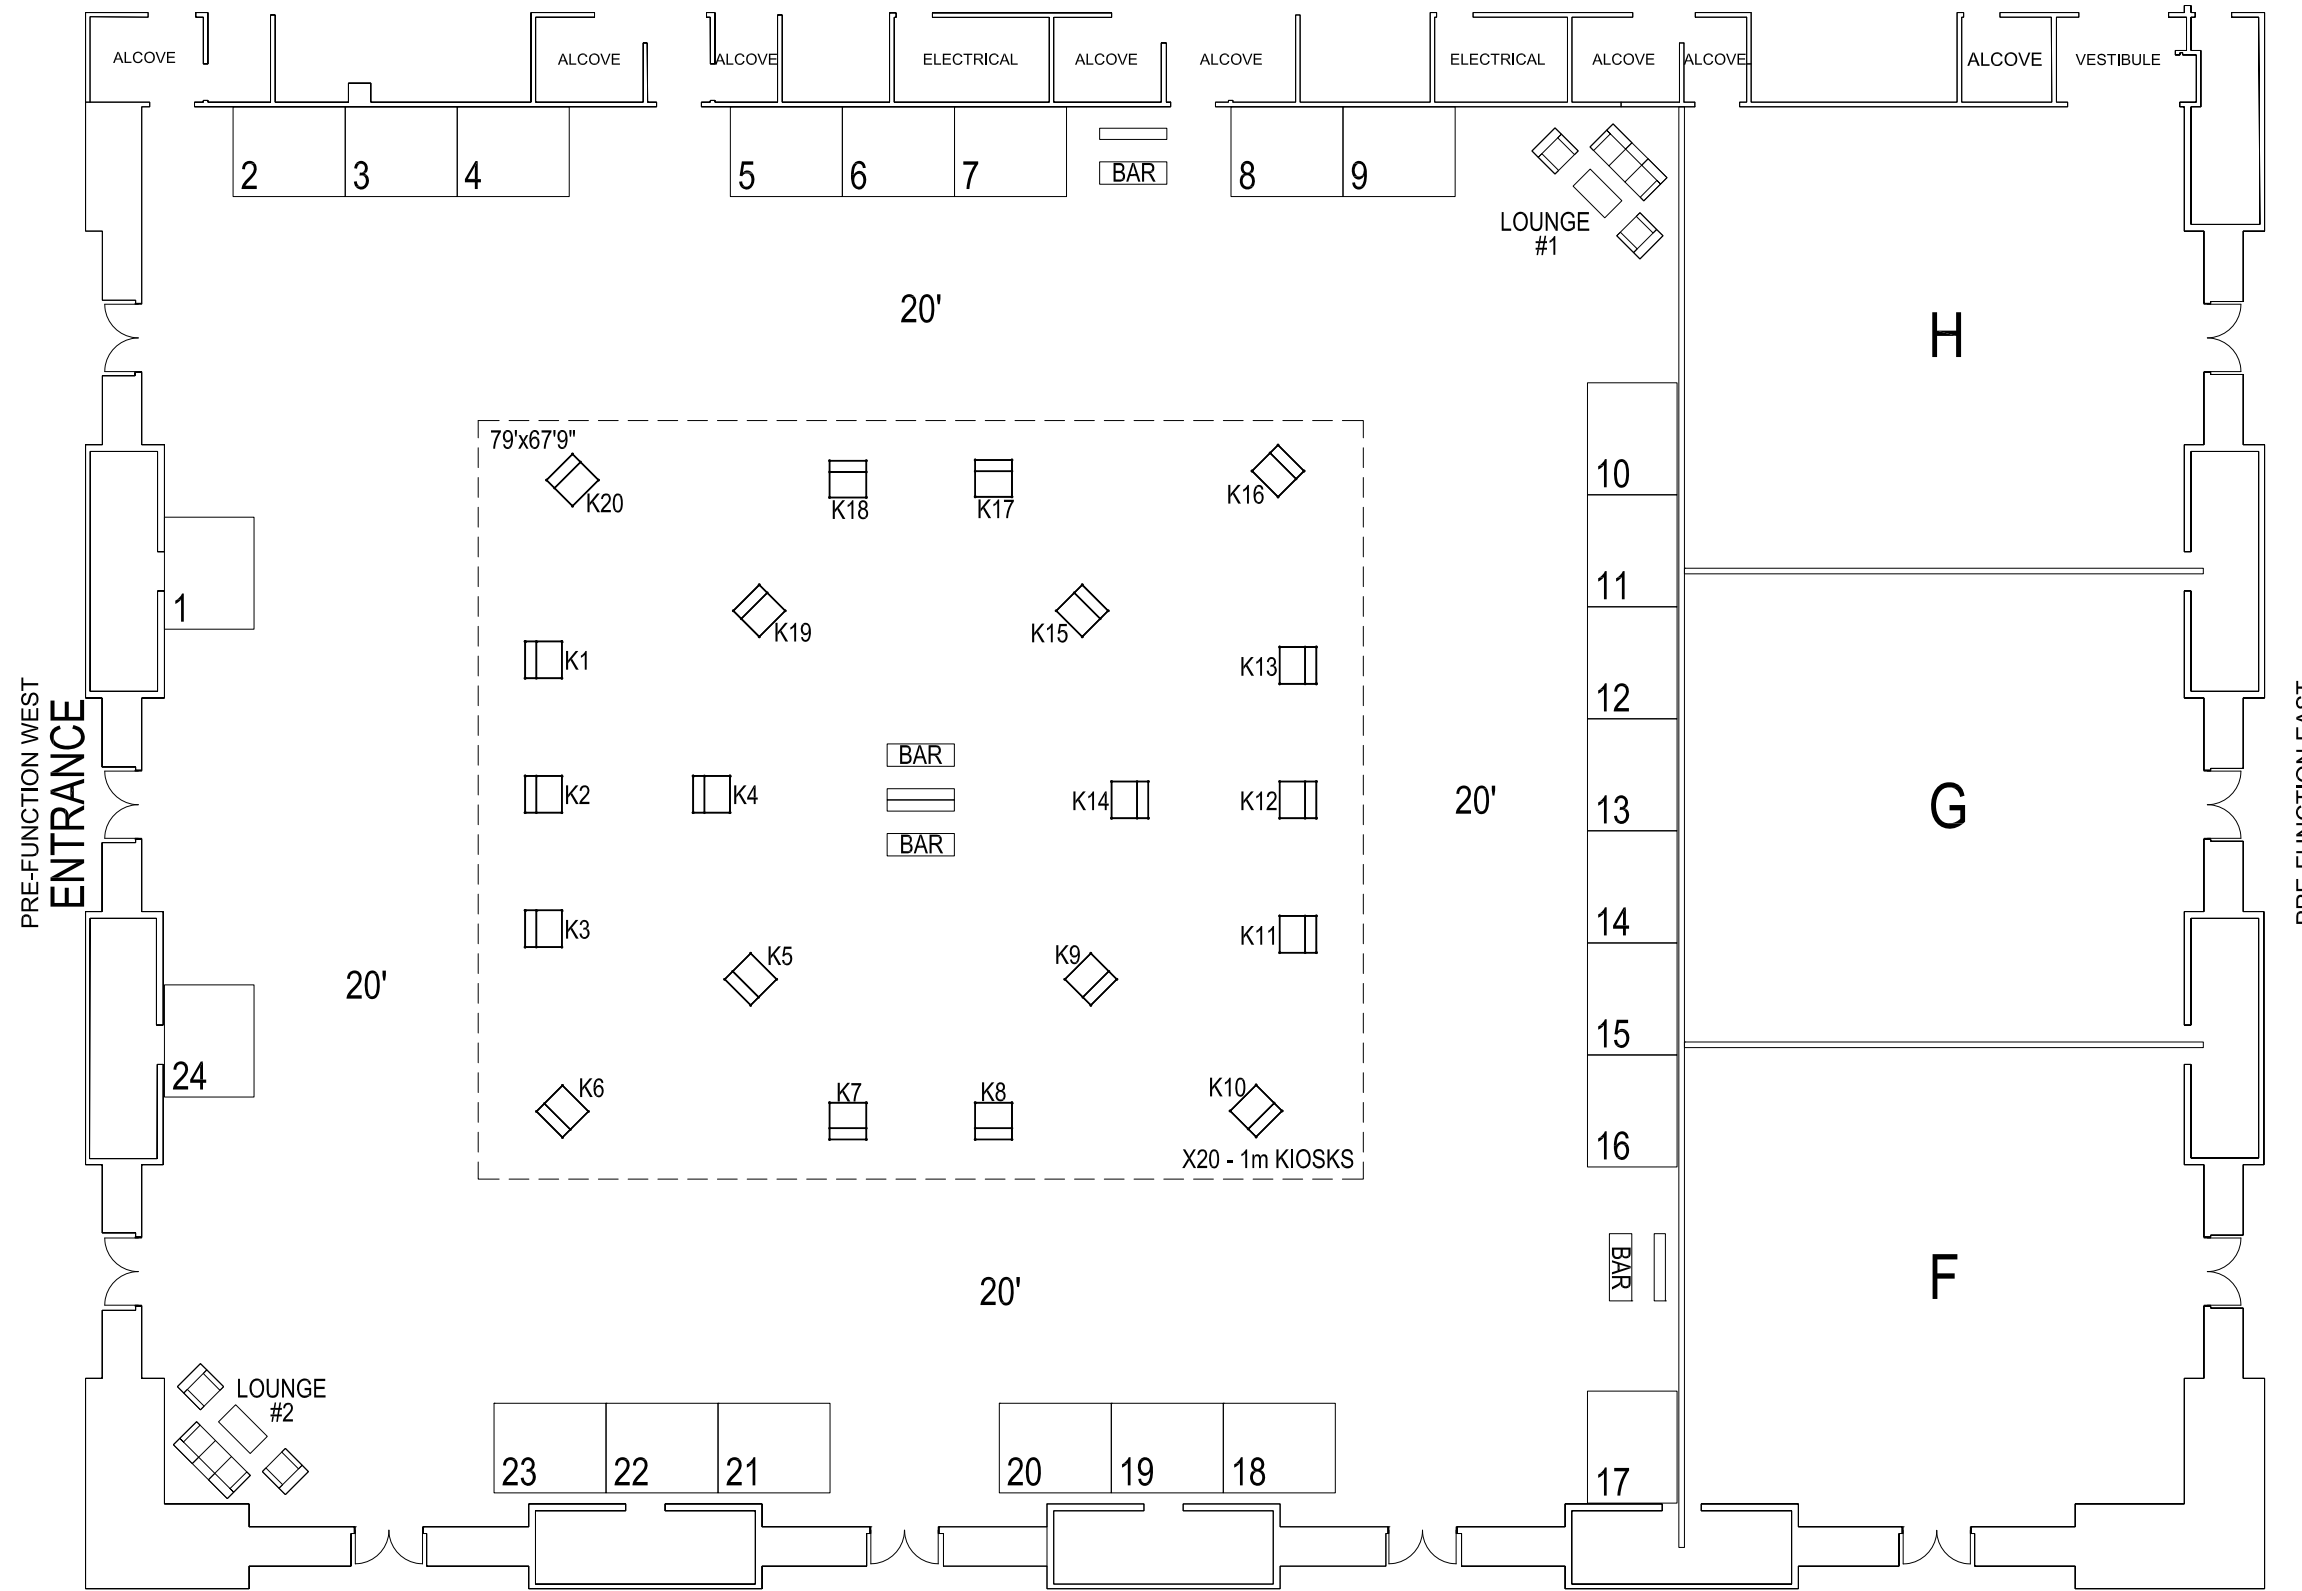 ALCOVE
ALCOVE
ALCOVE
ELECTRICAL
ALCOVE
ALCOVE
ELECTRICAL
ALCOVE
ALCOVE
ALCOVE
VESTIBULE
2
3
4
5
6
7
BAR
8
9
LOUNGE
#1
20'
H
79'x67'9"
K20
K18
K17
K16
10
11
1
K19
K15
K1
K13
12
PRE-FUNCTION WEST
ENTRANCE
BAR
K2
K4
K14
K12
20'
13
G
PRE-FUNCTION EAST
BAR
K3
K11
14
K5
K9
20'
15
24
K6
K7
K8
K10
16
X20 - 1m KIOSKS
BAR
F
20'
LOUNGE
#2
23
22
21
20
19
18
17